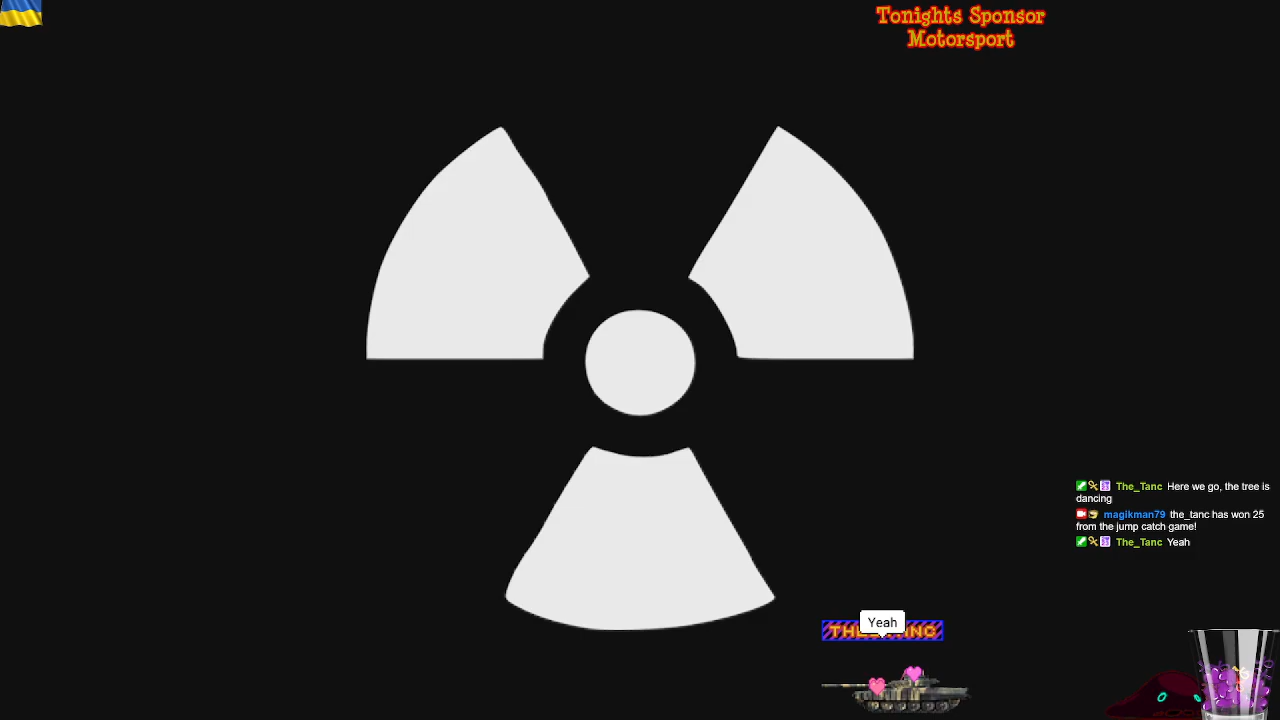 Tonights Sponsor
Motorsport
The_Tanc Here we go, the tree is
dancing
magikman79 the_tanc has won 25
from the jump catch game!
The_Tanc Yeah
Yeah